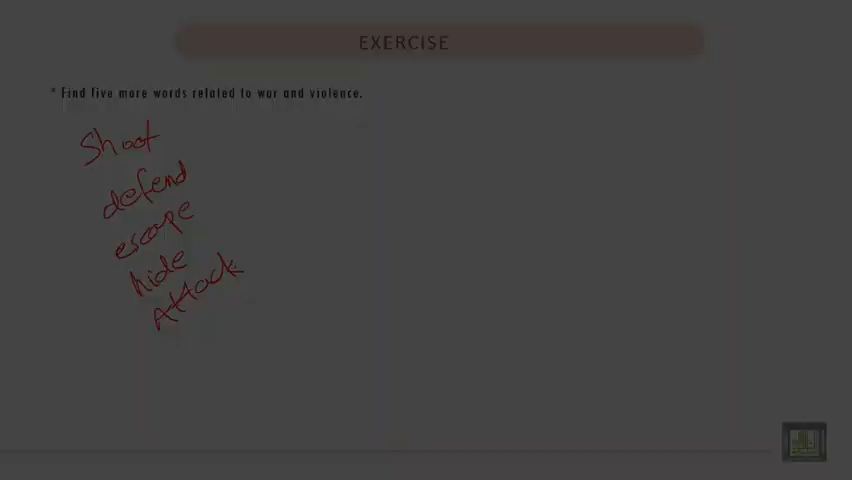 EXERCISE
* Find five more words related to war and violence.
Shoot
defend
escape
hide
Attack